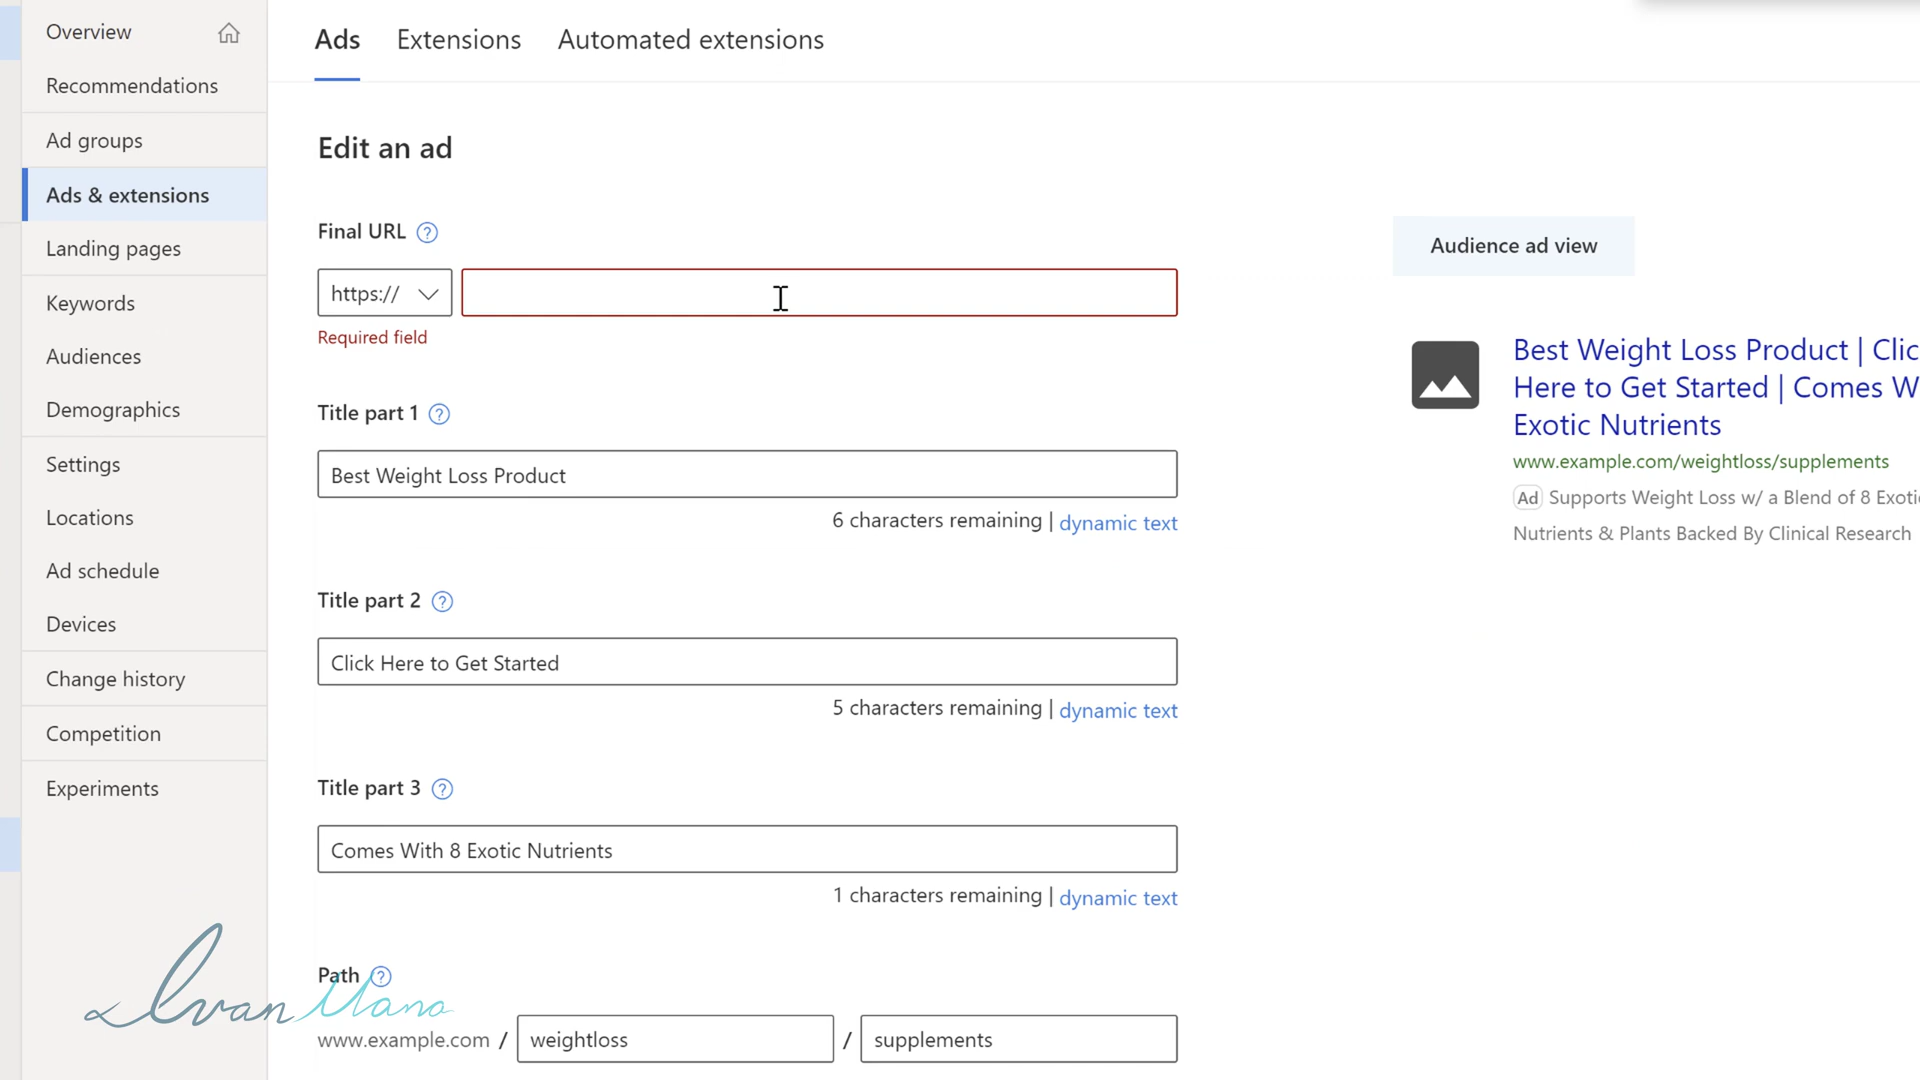 Overview
Recommendations
Ad groups
Ads & extensions
Landing pages
Keywords
Audiences
Demographics
Settings
Locations
Ad schedule
Devices
Change history
Competition
Experiments
Ads Extensions Automated extensions
Edit an ad
Final URL ?
https://
Required field
Title part 1 ?
Best Weight Loss Product
6 characters remaining | dynamic text
Title part 2 ?
Click Here to Get Started
5 characters remaining | dynamic text
Title part 3 ?
Comes With 8 Exotic Nutrients
1 characters remaining | dynamic text
Path ?
www.example.com / weightloss / supplements
Audience ad view
Best Weight Loss Product | Clic
Here to Get Started | Comes W
Exotic Nutrients
www.example.com/weightloss/supplements
Ad Supports Weight Loss w/ a Blend of 8 Exoti
Nutrients & Plants Backed By Clinical Research
Ivan Mana